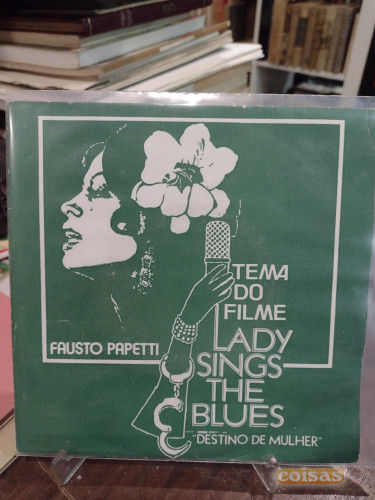 TEMA
DO
FILME
FAUSTO PAPETTI
LADY
SINGS
THE
BLUES
"DESTINO DE MULHER"
coisas